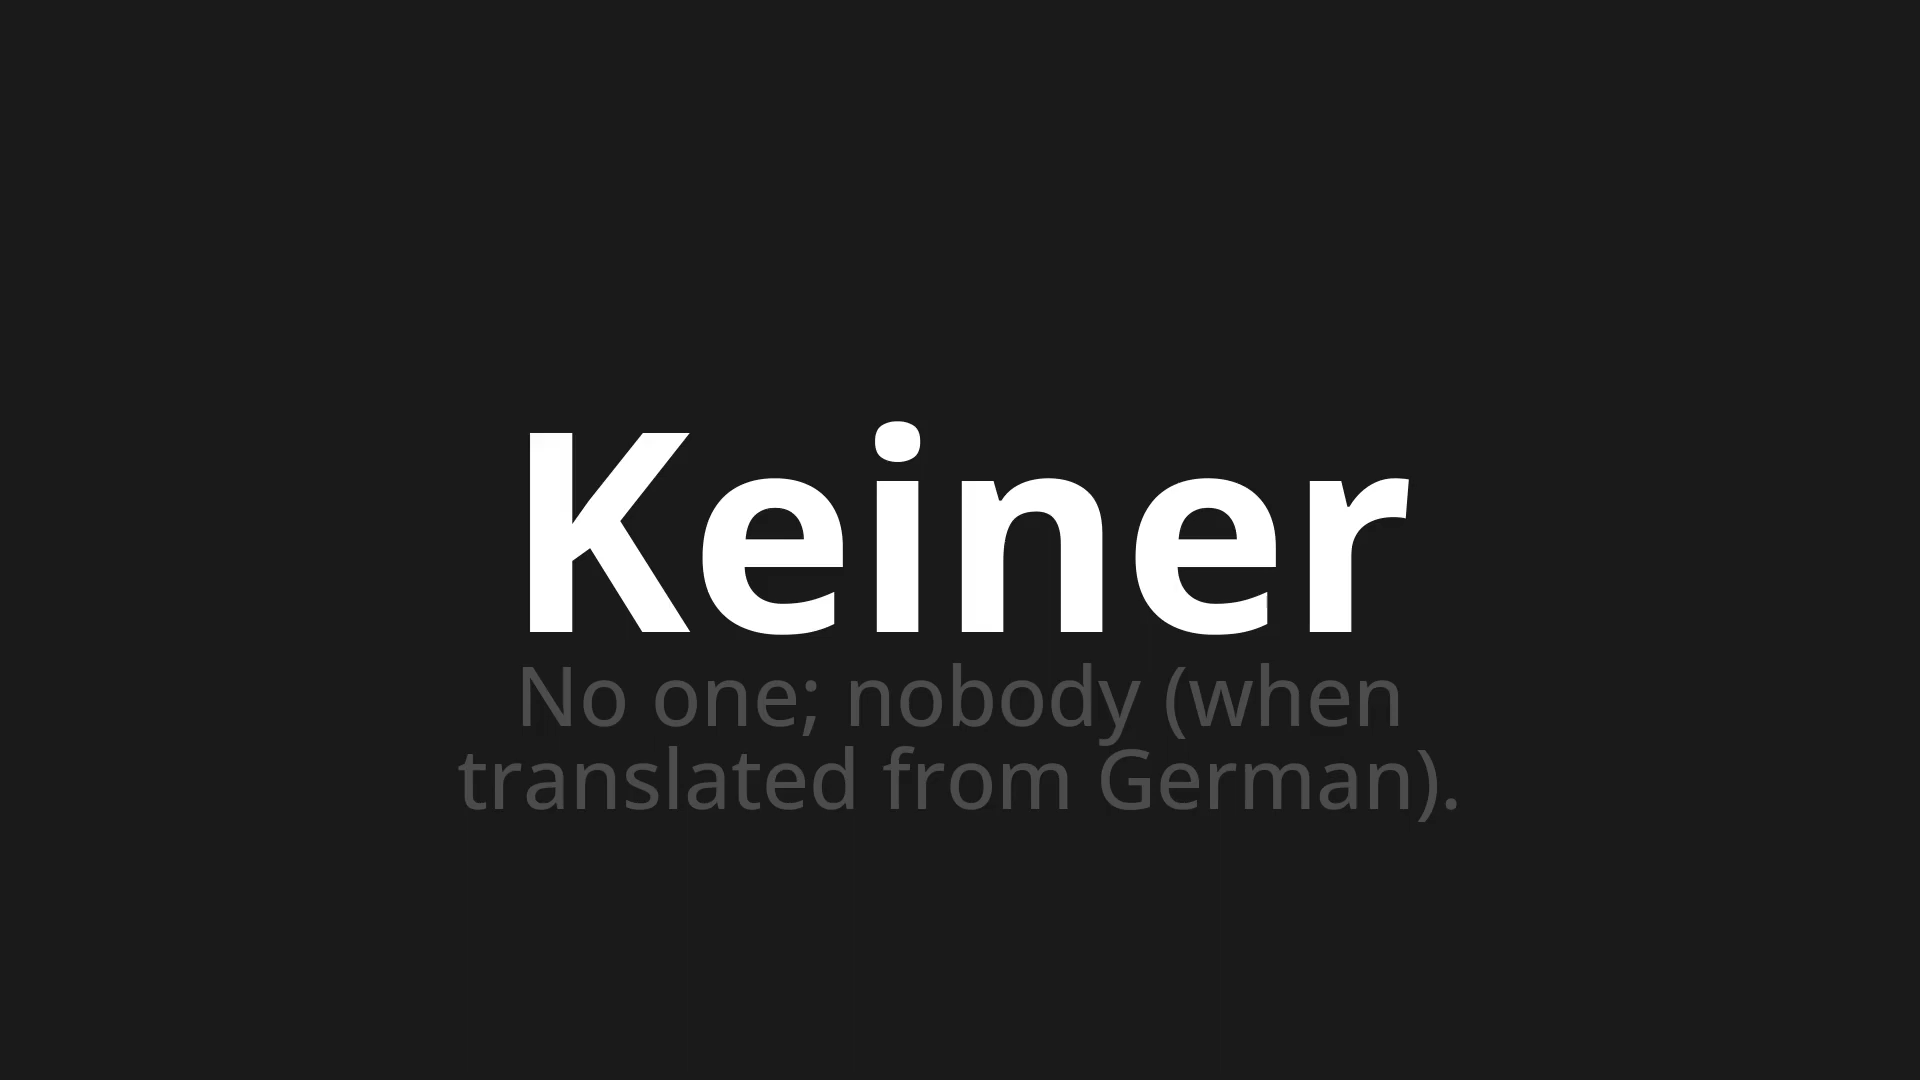 Keiner
No one; nobody (when
translated from German).